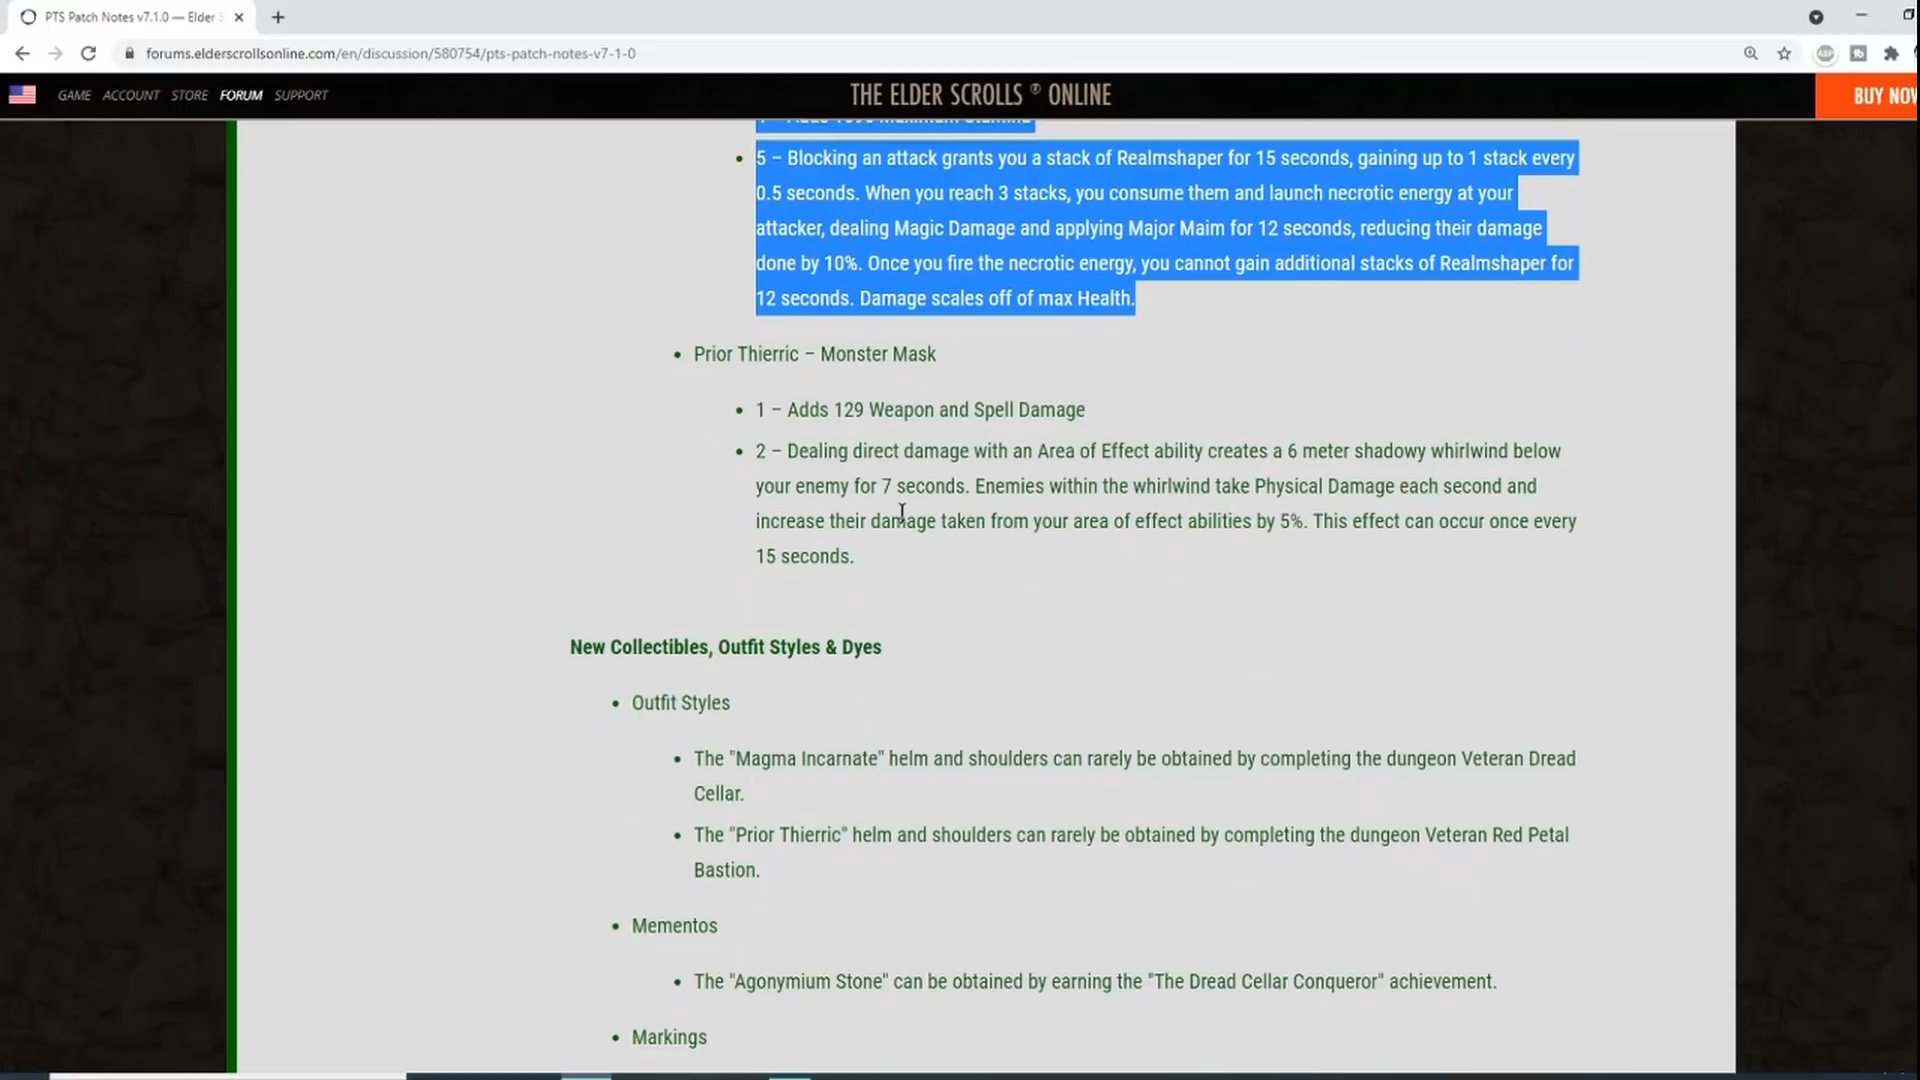 PTS Patch Notes v7.1.0 — Elder S
forums.elderscrollsonline.com/en/discussion/580754/pts-patch-notes-v7-1-0
GAME ACCOUNT STORE FORUM SUPPORT
THE ELDER SCROLLS ® ONLINE
BUY NOW
5 – Blocking an attack grants you a stack of Realmshaper for 15 seconds, gaining up to 1 stack every
0.5 seconds. When you reach 3 stacks, you consume them and launch necrotic energy at your
attacker, dealing Magic Damage and applying Major Maim for 12 seconds, reducing their damage
done by 10%. Once you fire the necrotic energy, you cannot gain additional stacks of Realmshaper for
12 seconds. Damage scales off of max Health.
Prior Thierric – Monster Mask
1 – Adds 129 Weapon and Spell Damage
2 – Dealing direct damage with an Area of Effect ability creates a 6 meter shadowy whirlwind below
your enemy for 7 seconds. Enemies within the whirlwind take Physical Damage each second and
increase their damage taken from your area of effect abilities by 5%. This effect can occur once every
15 seconds.
New Collectibles, Outfit Styles & Dyes
Outfit Styles
The "Magma Incarnate" helm and shoulders can rarely be obtained by completing the dungeon Veteran Dread
Cellar.
The "Prior Thierric" helm and shoulders can rarely be obtained by completing the dungeon Veteran Red Petal
Bastion.
Mementos
The "Agonymium Stone" can be obtained by earning the "The Dread Cellar Conqueror" achievement.
Markings